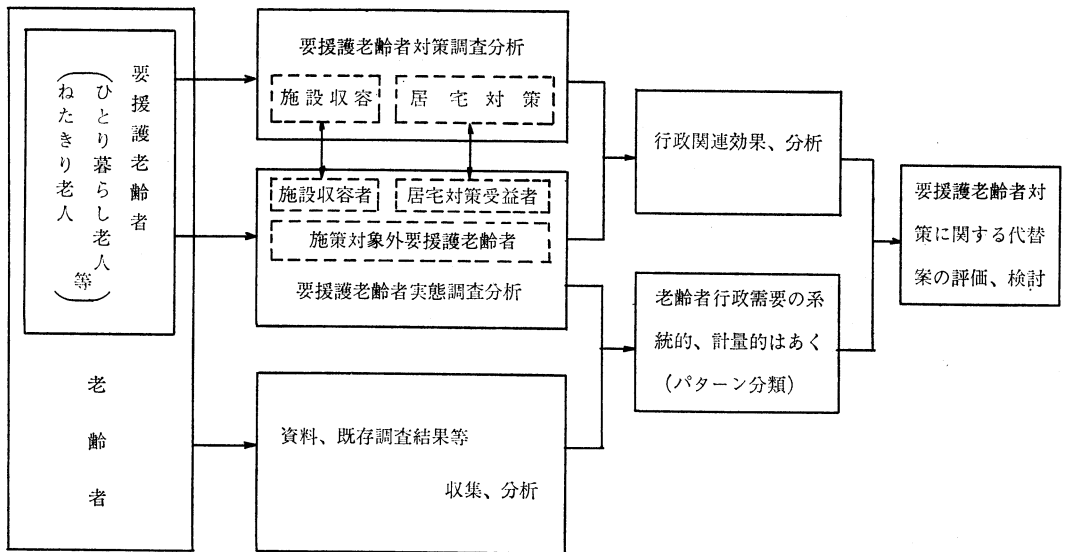 要援護老齢者
（ひとり暮らし老人
ねたきり老人　等）
老齢者
要援護老齢者対策調査分析
施設収容
居宅対策
施設収容者
居宅対策受益者
施策対象外要援護老齢者
要援護老齢者実態調査分析
資料、既存調査結果等
収集、分析
行政関連効果、分析
老齢者行政需要の系
統的、計量的はあく
（パターン分類）
要援護老齢者対
策に関する代替
案の評価、検討